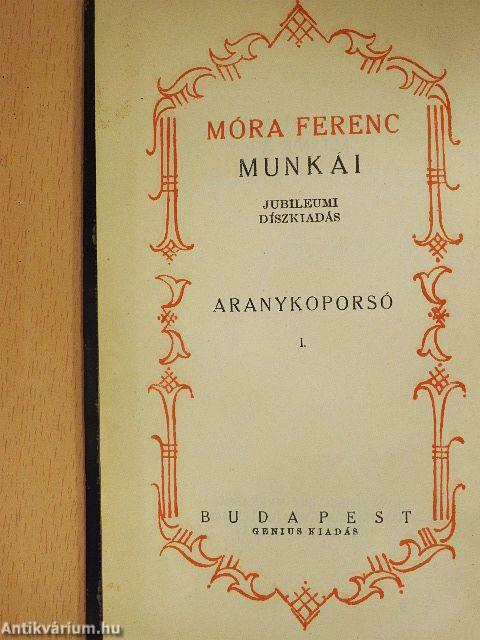 MÓRA FERENC
MUNKÁI
JUBILEUMI
DÍSZKIADÁS
ARANYKOPORSÓ
I.
BUDAPEST
GENIUS KIADÁS
Antikvárium.hu